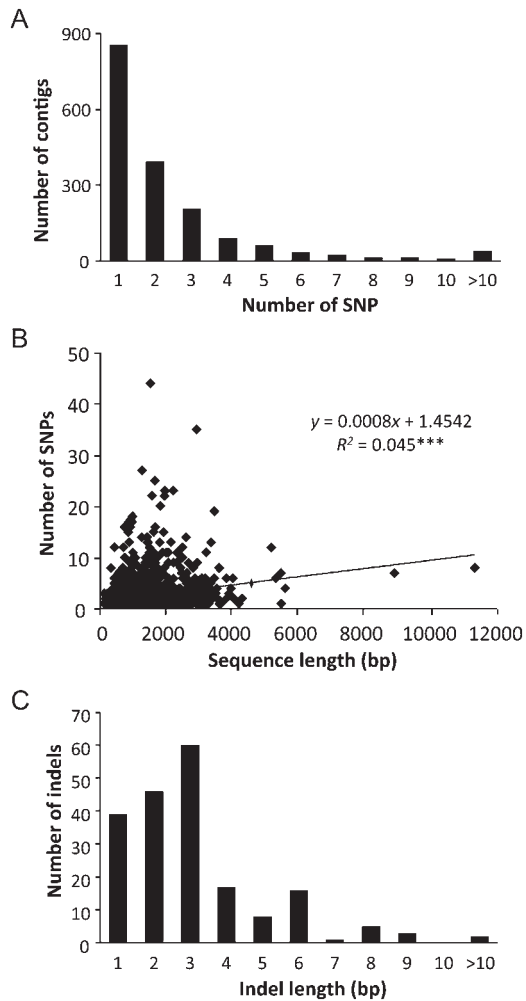 A
900
600
300
0
Number of contigs
1 2 3 4 5 6 7 8 9 10 >10
Number of SNP
B
50
40
30
20
10
0
Number of SNPs
y = 0.0008x + 1.4542
R² = 0.045***
0 2000 4000 6000 8000 10000 12000
Sequence length (bp)
C
70
60
50
40
30
20
10
0
Number of indels
1 2 3 4 5 6 7 8 9 10 >10
Indel length (bp)